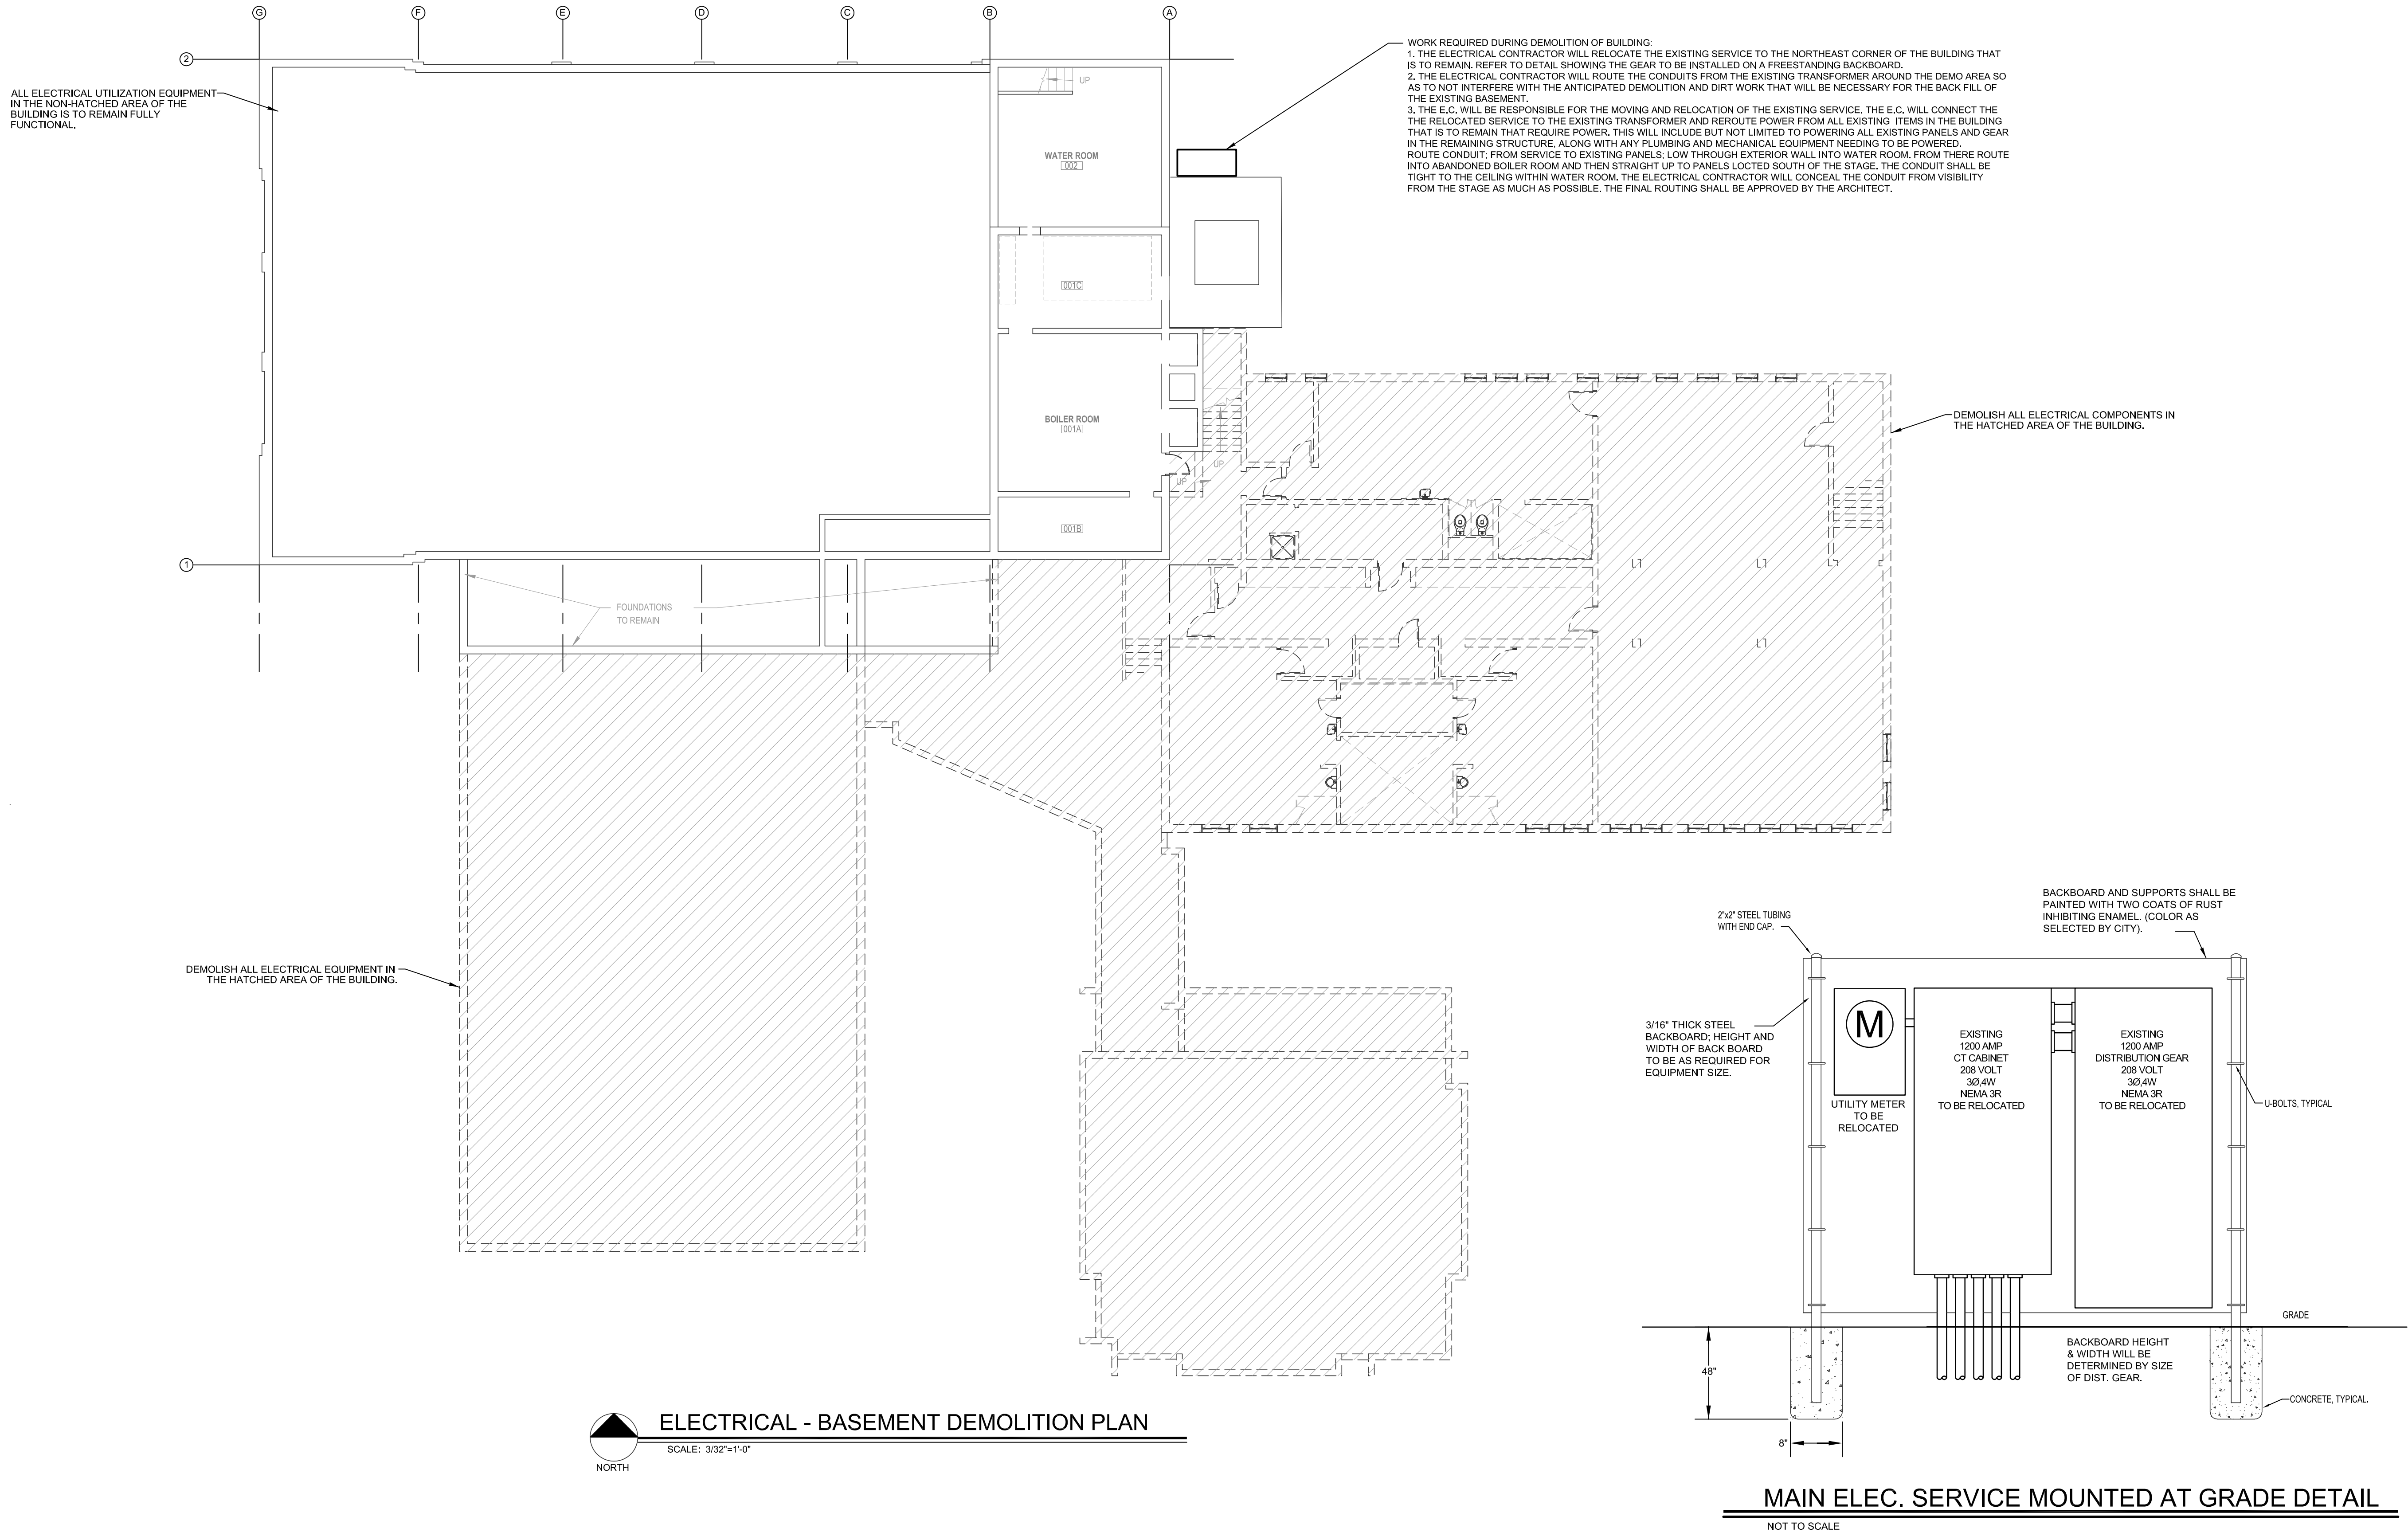 G
F
E
D
C
B
A
2
1
WORK REQUIRED DURING DEMOLITION OF BUILDING:
1. THE ELECTRICAL CONTRACTOR WILL RELOCATE THE EXISTING SERVICE TO THE NORTHEAST CORNER OF THE BUILDING THAT
IS TO REMAIN. REFER TO DETAIL SHOWING THE GEAR TO BE INSTALLED ON A FREESTANDING BACKBOARD.
2. THE ELECTRICAL CONTRACTOR WILL ROUTE THE CONDUITS FROM THE EXISTING TRANSFORMER AROUND THE DEMO AREA SO
AS TO NOT INTERFERE WITH THE ANTICIPATED DEMOLITION AND DIRT WORK THAT WILL BE NECESSARY FOR THE BACK FILL OF
THE EXISTING BASEMENT.
3. THE E.C. WILL BE RESPONSIBLE FOR THE MOVING AND RELOCATION OF THE EXISTING SERVICE. THE E.C. WILL CONNECT THE
THE RELOCATED SERVICE TO THE EXISTING TRANSFORMER AND REROUTE POWER FROM ALL EXISTING ITEMS IN THE BUILDING
THAT IS TO REMAIN THAT REQUIRE POWER. THIS WILL INCLUDE BUT NOT LIMITED TO POWERING ALL EXISTING PANELS AND GEAR
IN THE REMAINING STRUCTURE, ALONG WITH ANY PLUMBING AND MECHANICAL EQUIPMENT NEEDING TO BE POWERED.
ROUTE CONDUIT; FROM SERVICE TO EXISTING PANELS; LOW THROUGH EXTERIOR WALL INTO WATER ROOM, FROM THERE ROUTE
INTO ABANDONED BOILER ROOM AND THEN STRAIGHT UP TO PANELS LOCTED SOUTH OF THE STAGE. THE CONDUIT SHALL BE
TIGHT TO THE CEILING WITHIN WATER ROOM. THE ELECTRICAL CONTRACTOR WILL CONCEAL THE CONDUIT FROM VISIBILITY
FROM THE STAGE AS MUCH AS POSSIBLE. THE FINAL ROUTING SHALL BE APPROVED BY THE ARCHITECT.
ALL ELECTRICAL UTILIZATION EQUIPMENT
IN THE NON-HATCHED AREA OF THE
BUILDING IS TO REMAIN FULLY
FUNCTIONAL.
UP
WATER ROOM
002
001C
BOILER ROOM
001A
UP
UP
001B
DEMOLISH ALL ELECTRICAL COMPONENTS IN
THE HATCHED AREA OF THE BUILDING.
FOUNDATIONS
TO REMAIN
DEMOLISH ALL ELECTRICAL EQUIPMENT IN
THE HATCHED AREA OF THE BUILDING.
BACKBOARD AND SUPPORTS SHALL BE
PAINTED WITH TWO COATS OF RUST
INHIBITING ENAMEL. (COLOR AS
SELECTED BY CITY).
2"x2" STEEL TUBING
WITH END CAP.
3/16" THICK STEEL
BACKBOARD; HEIGHT AND
WIDTH OF BACK BOARD
TO BE AS REQUIRED FOR
EQUIPMENT SIZE.
M
UTILITY METER
TO BE
RELOCATED
EXISTING
1200 AMP
CT CABINET
208 VOLT
3Ø,4W
NEMA 3R
TO BE RELOCATED
EXISTING
1200 AMP
DISTRIBUTION GEAR
208 VOLT
3Ø,4W
NEMA 3R
TO BE RELOCATED
U-BOLTS, TYPICAL
GRADE
BACKBOARD HEIGHT
& WIDTH WILL BE
DETERMINED BY SIZE
OF DIST. GEAR.
48"
8"
CONCRETE, TYPICAL.
NORTH
ELECTRICAL - BASEMENT DEMOLITION PLAN
SCALE: 3/32"=1'-0"
MAIN ELEC. SERVICE MOUNTED AT GRADE DETAIL
NOT TO SCALE